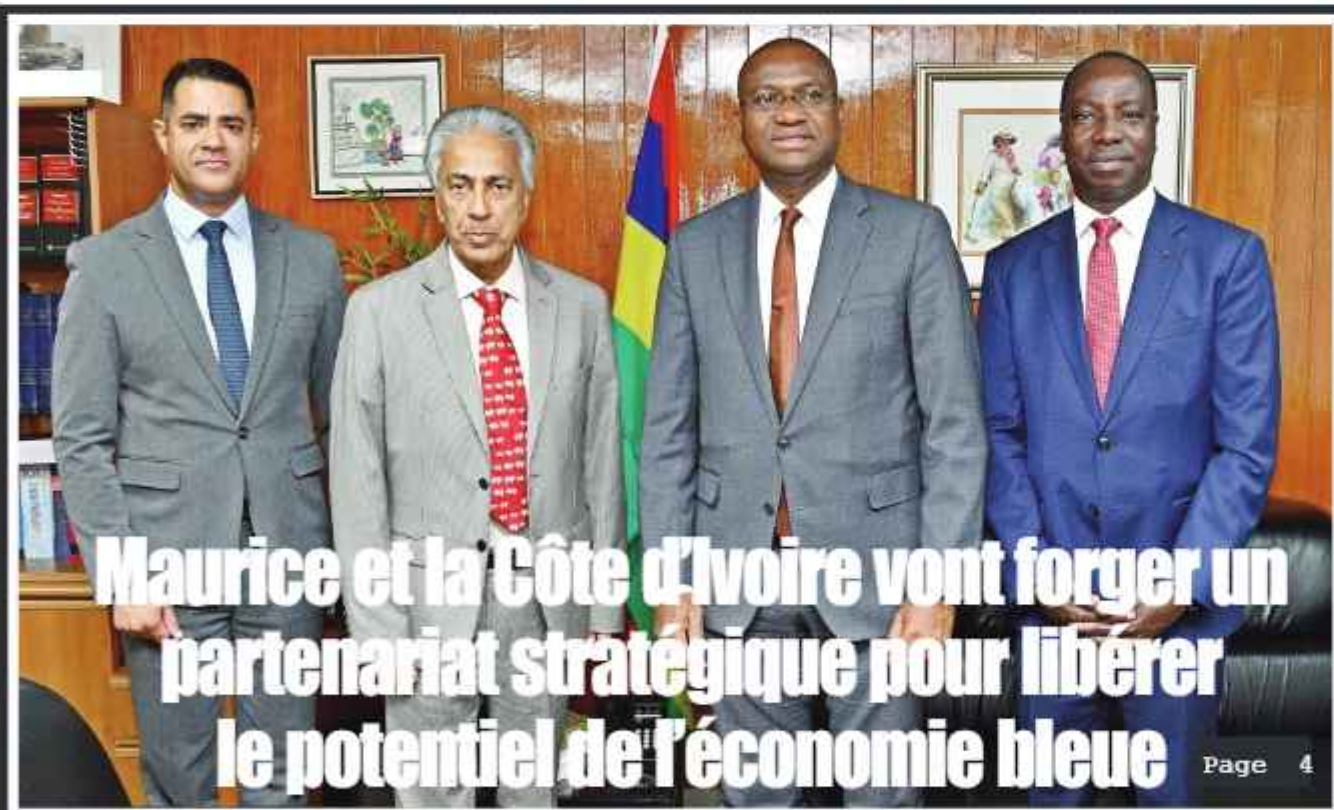 Maurice et la Côte d'Ivoire vont forger un
partenariat stratégique pour libérer
le potentiel de l'économie bleue
Page 4